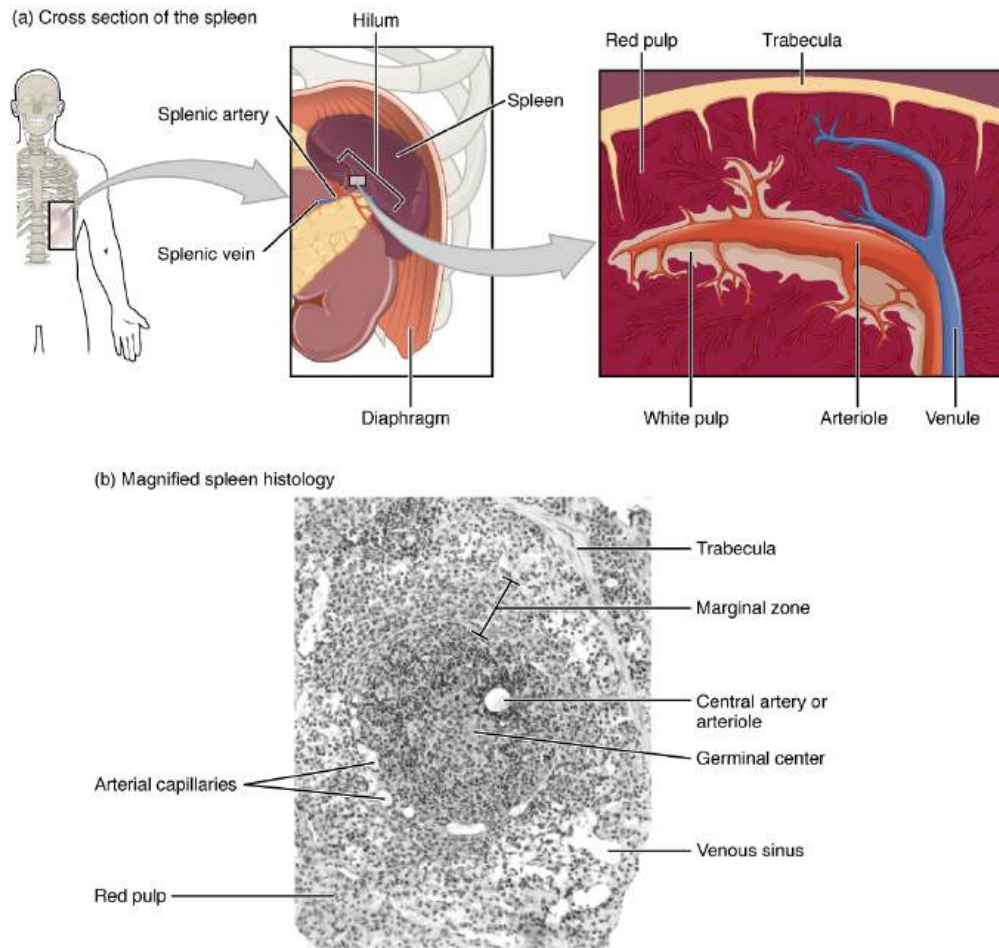 (a) Cross section of the spleen
Hilum
Splenic artery
Spleen
Splenic vein
Diaphragm
Red pulp
Trabecula
White pulp
Arteriole
Venule
(b) Magnified spleen histology
Trabecula
Marginal zone
Central artery or
arteriole
Germinal center
Arterial capillaries
Venous sinus
Red pulp